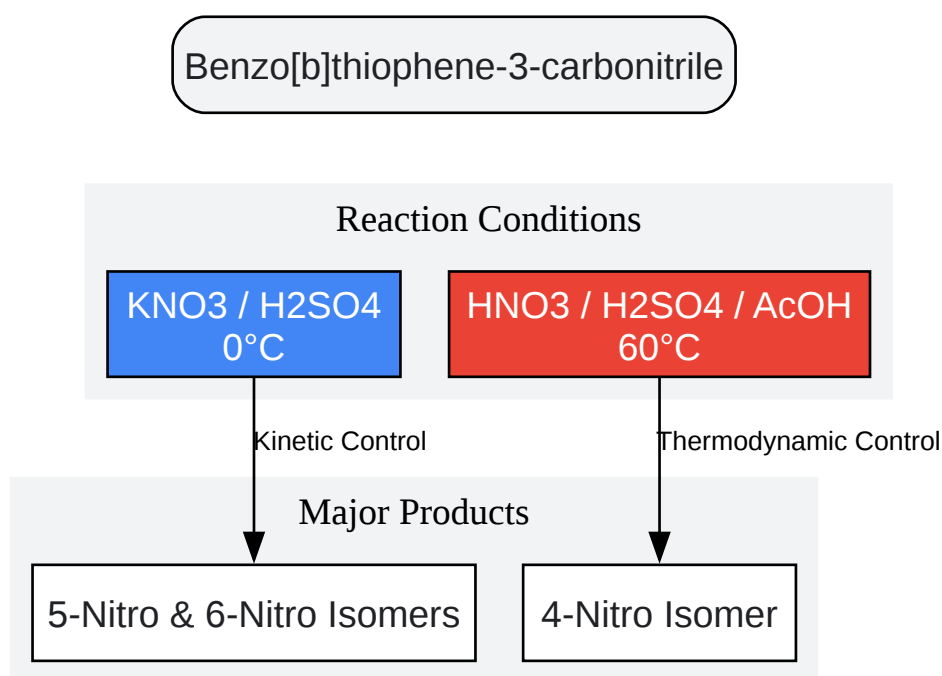 Benzo[b]thiophene-3-carbonitrile
Reaction Conditions
KNO3 / H2SO4
0°C
HNO3 / H2SO4 / AcOH
60°C
Kinetic Control
Thermodynamic Control
Major Products
5-Nitro & 6-Nitro Isomers
4-Nitro Isomer